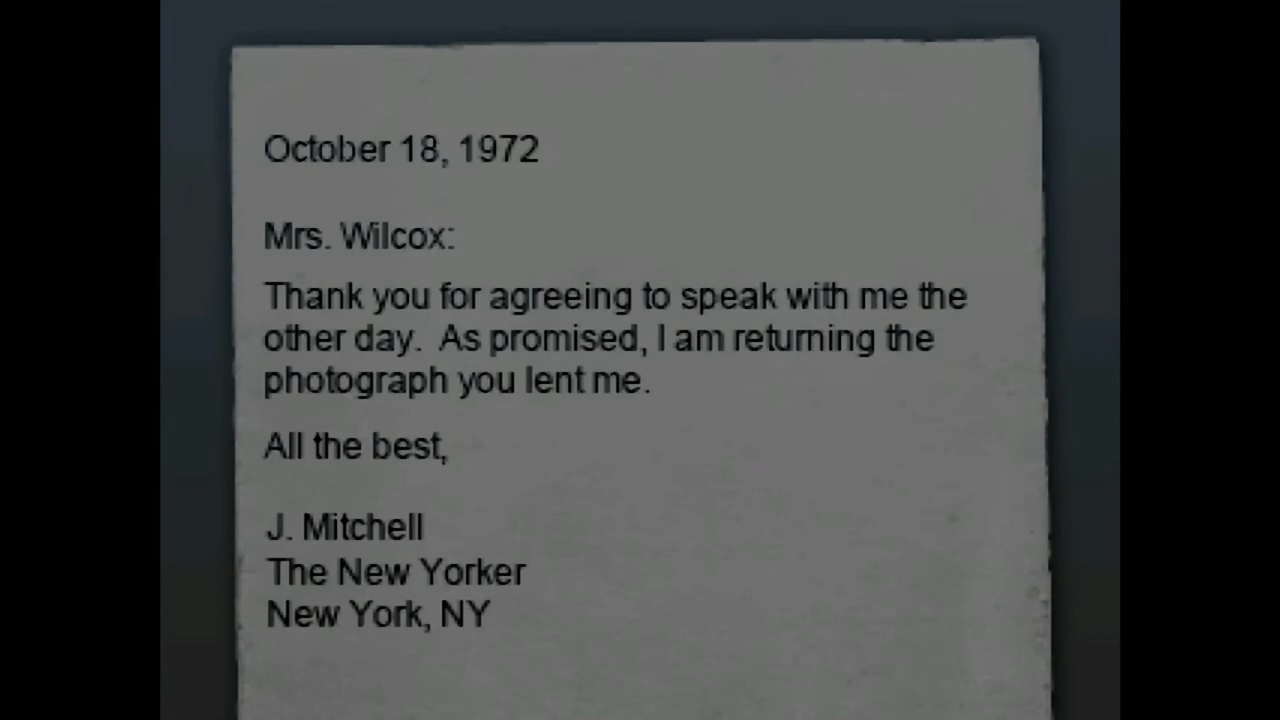 October 18, 1972
Mrs. Wilcox:
Thank you for agreeing to speak with me the
other day.  As promised, I am returning the
photograph you lent me.
All the best,
J. Mitchell
The New Yorker
New York, NY